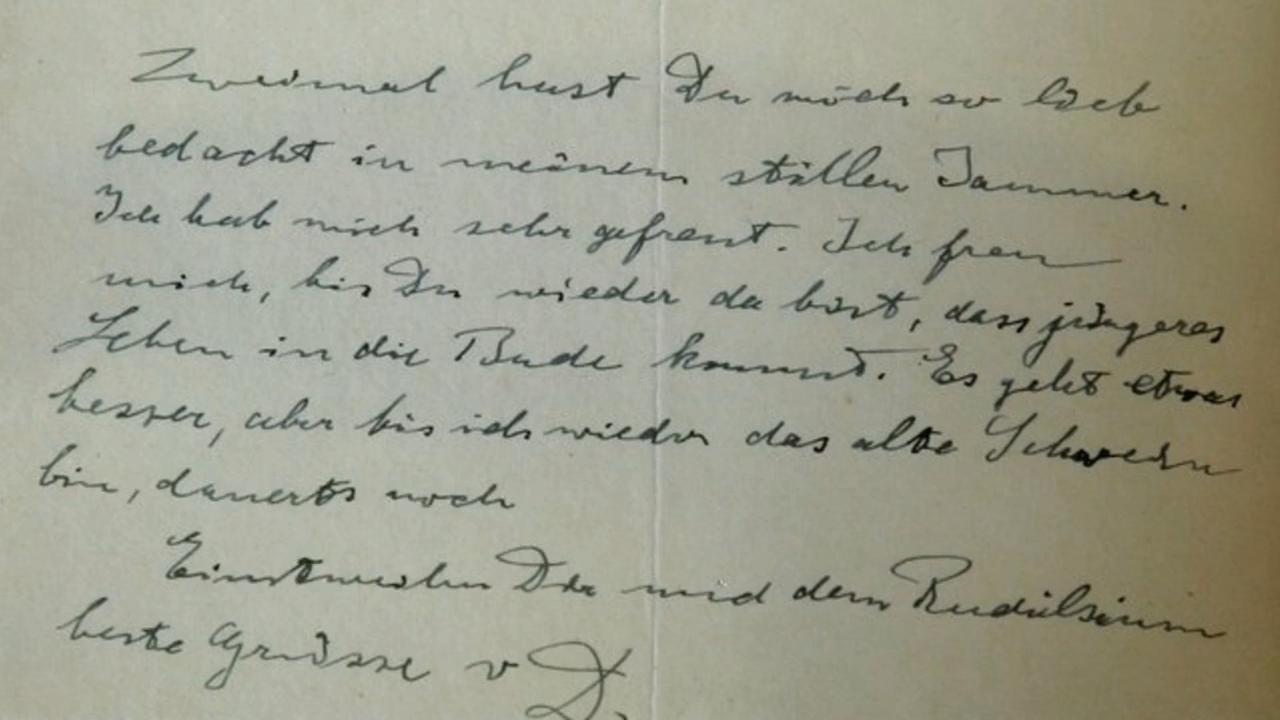 Zweimal hast Du mich so lieb
bedacht in meinem stillen Jammer.
Ich hab mich sehr gefreut. Ich freu
mich, bis Du wieder da bist, dass jüngeres
Leben in die Bude kommt. Es geht etwas
besser, aber bis ich wieder das alte Schwein
bin, dauerts noch
Einstweilen Dir und dem
beste Grüsse v D.